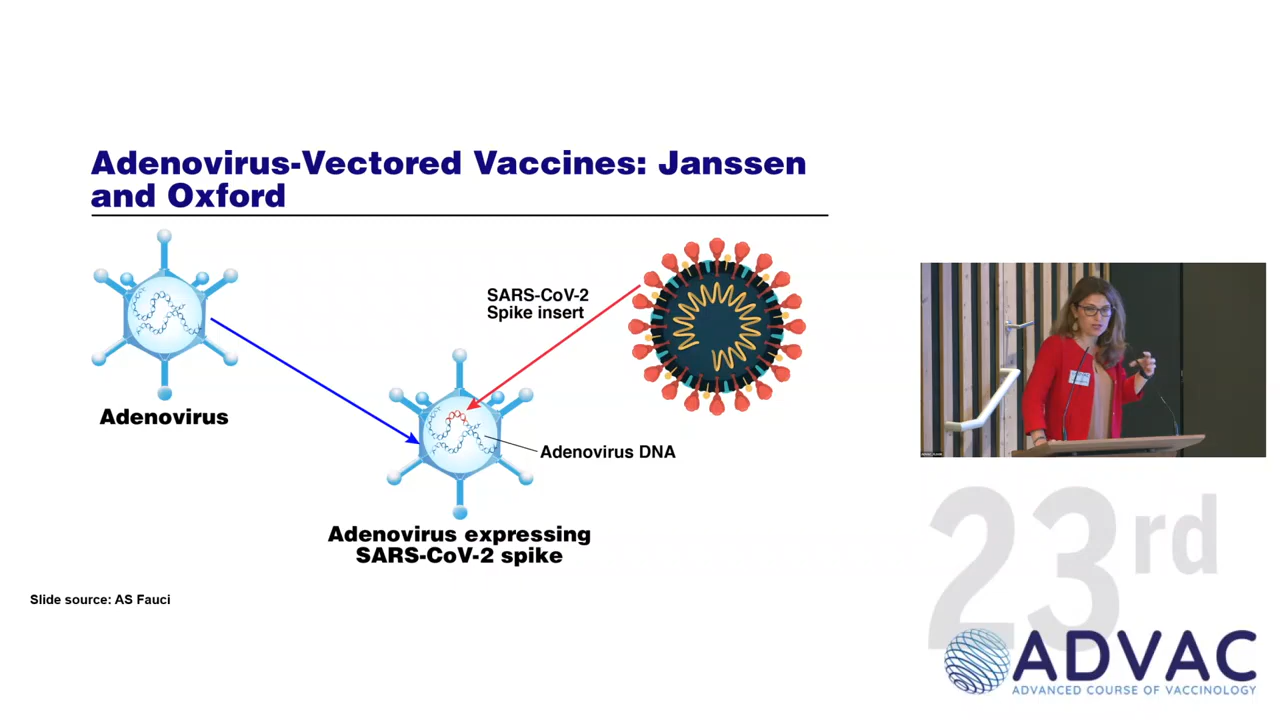 Adenovirus-Vectored Vaccines: Janssen
and Oxford
SARS-CoV-2
Spike insert
Adenovirus
Adenovirus DNA
Adenovirus expressing
SARS-CoV-2 spike
Slide source: AS Fauci
23rd
ADVAC
ADVANCED COURSE OF VACCINOLOGY